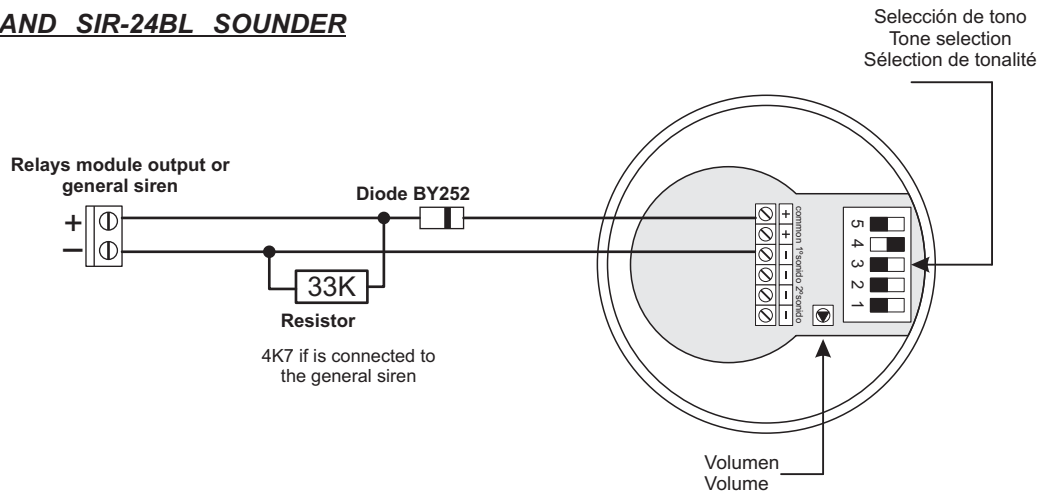 AND SIR-24BL SOUNDER
Selección de tono
Tone selection
Sélection de tonalité
Relays module output or
general siren
+
−
Diode BY252
33K
Resistor
4K7 if is connected to
the general siren
+ + - - - -
common 1ºsonido 2ºsonido
5
4
3
2
1
Volumen
Volume